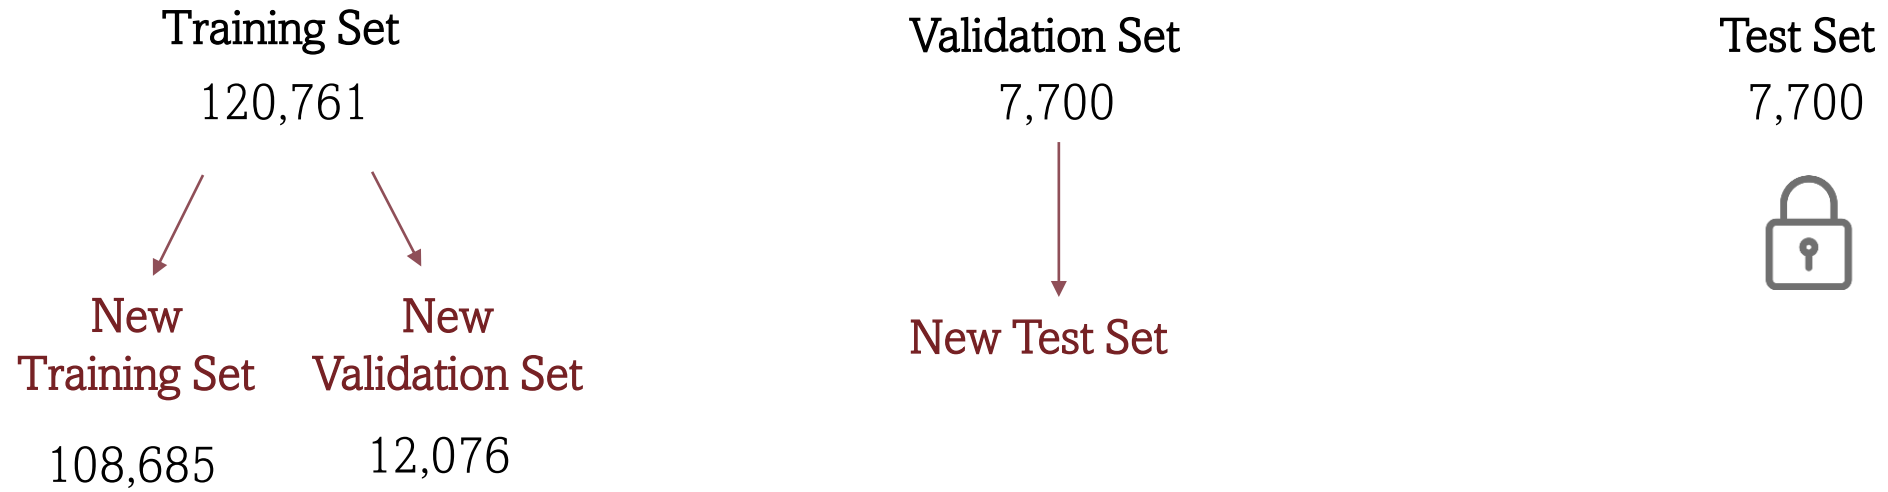 Training Set
120,761
Validation Set
7,700
Test Set
7,700
New
Training Set
108,685
New
Validation Set
12,076
New Test Set